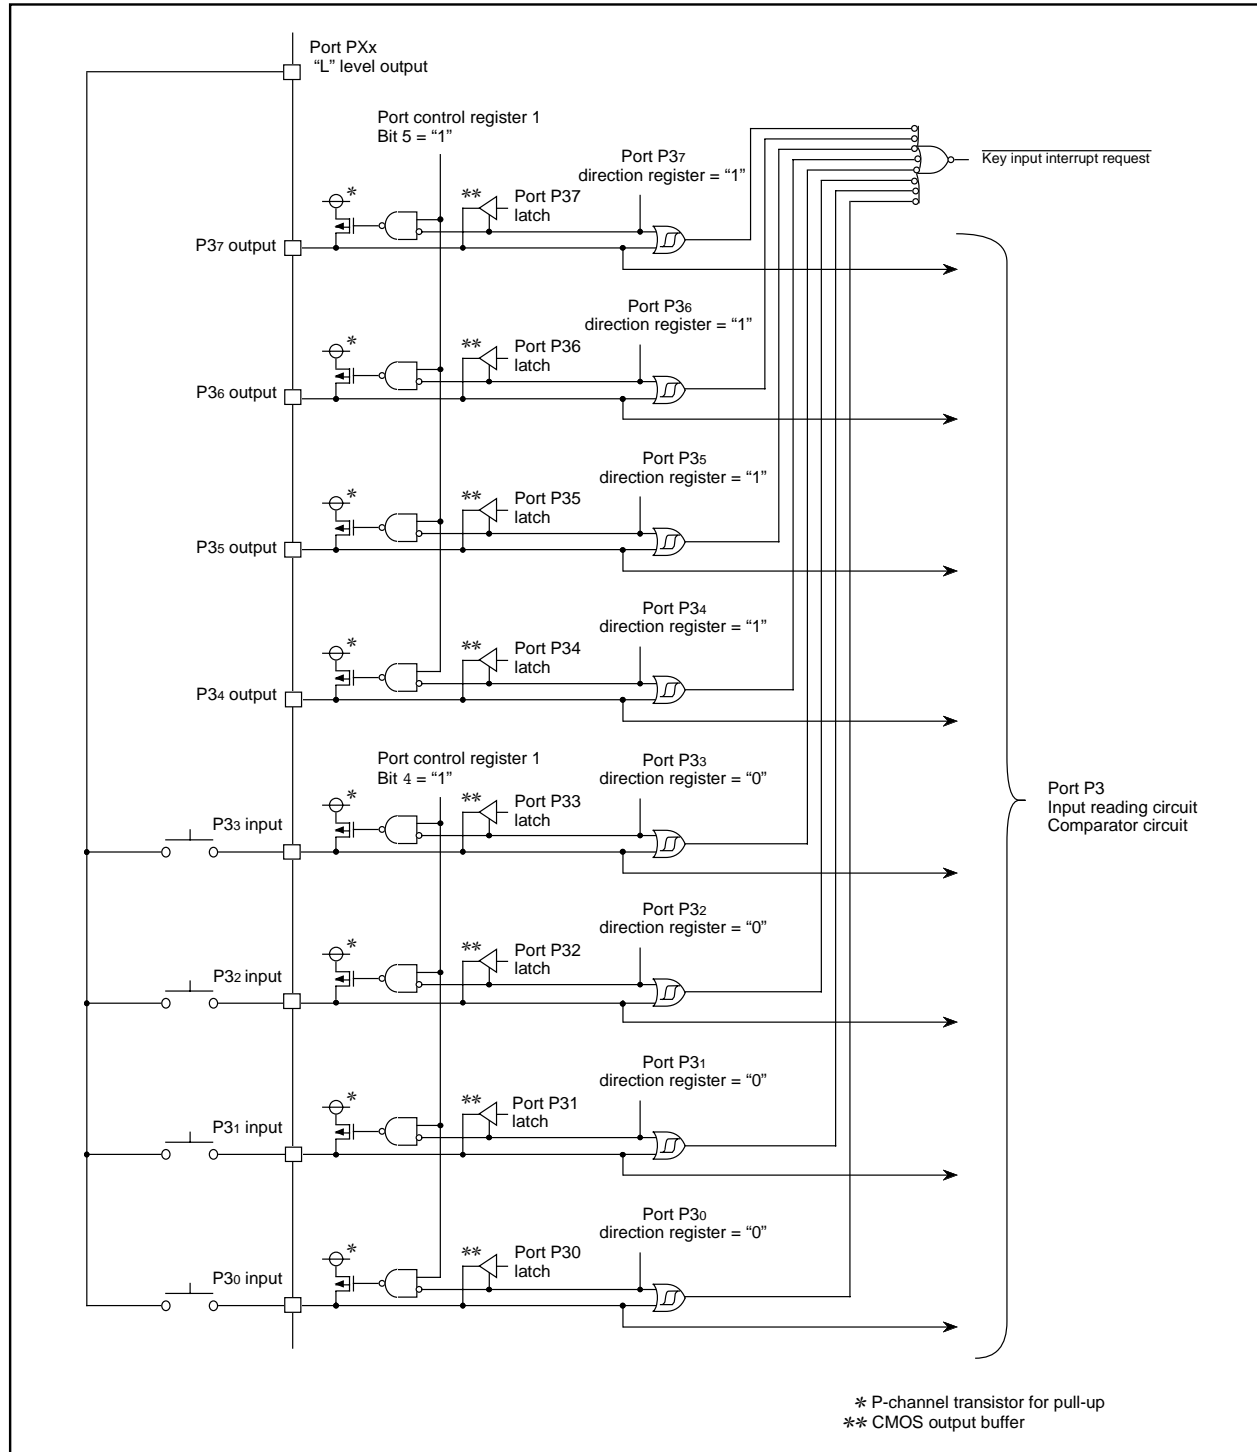 Port PXx
“L” level output
Port control register 1
Bit 5 = “1”
Port P37
direction register = “1”
Key input interrupt request
*
**
Port P37
latch
P37 output
Port P36
direction register = “1”
*
**
Port P36
latch
P36 output
Port P35
direction register = “1”
*
**
Port P35
latch
P35 output
Port P34
direction register = “1”
*
**
Port P34
latch
P34 output
Port control register 1
Bit 4 = “1”
Port P33
direction register = “0”
*
**
Port P33
latch
P33 input
Port P3
Input reading circuit
Comparator circuit
Port P32
direction register = “0”
*
**
Port P32
latch
P32 input
Port P31
direction register = “0”
*
**
Port P31
latch
P31 input
Port P30
direction register = “0”
*
**
Port P30
latch
P30 input
* P-channel transistor for pull-up
** CMOS output buffer